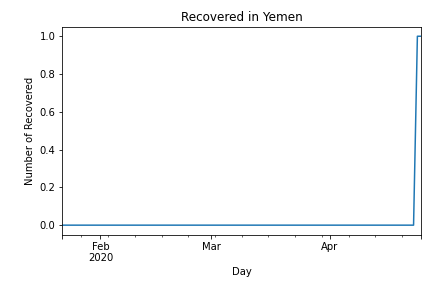 Recovered in Yemen
Number of Recovered
1.0
0.8
0.6
0.4
0.2
0.0
Feb
2020
Mar
Apr
Day